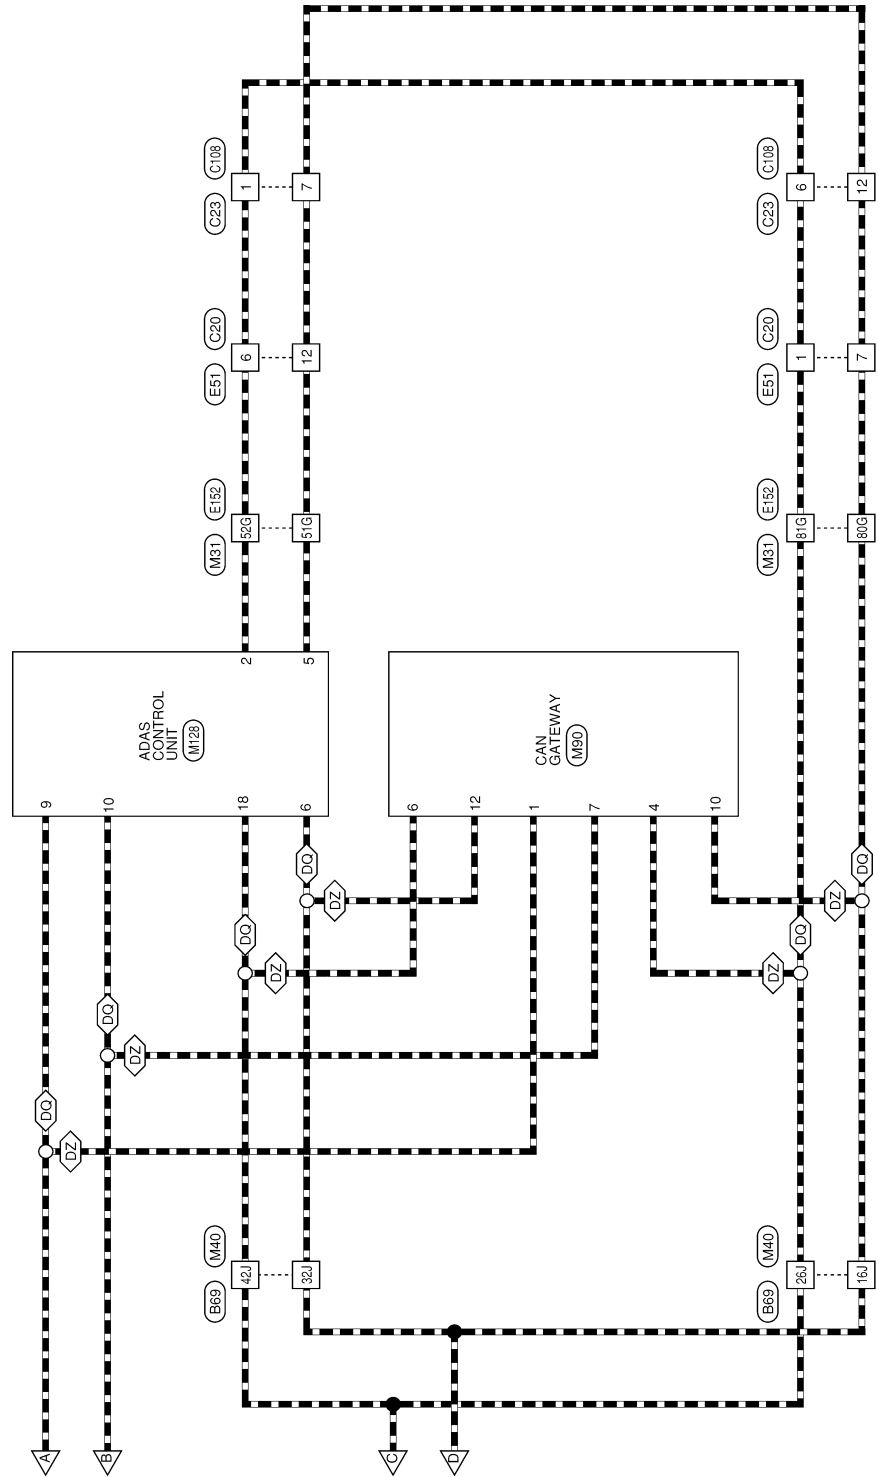 C108
1
7
C23
C108
6
12
C23
C20
6
12
E51
C20
1
7
E51
E152
52G
51G
M31
E152
81G
80G
M31
2
5
ADAS
CONTROL
UNIT
M128
CAN
GATEWAY
M90
9
10
18
6
6
12
1
7
4
10
DQ
DQ
DZ
DZ
DQ
DQ
DZ
DZ
DQ
DZ
DQ
DZ
M40
42J
32J
B69
M40
26J
16J
B69
A
B
C
D